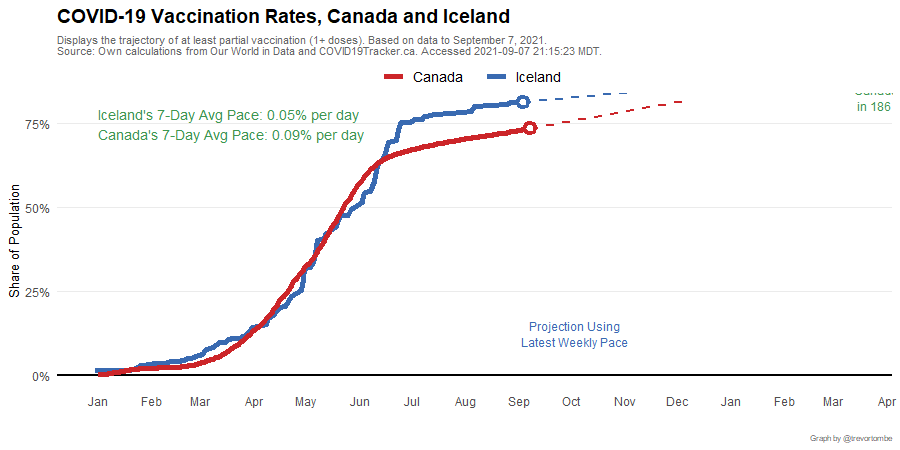 COVID-19 Vaccination Rates, Canada and Iceland
Displays the trajectory of at least partial vaccination (1+ doses). Based on data to September 7, 2021.
Source: Own calculations from Our World in Data and COVID19Tracker.ca. Accessed 2021-09-07 21:15:23 MDT.
Canada Iceland
in 186
Iceland's 7-Day Avg Pace: 0.05% per day
Canada's 7-Day Avg Pace: 0.09% per day
75%
50%
25%
0%
Share of Population
Projection Using
Latest Weekly Pace
Jan Feb Mar Apr May Jun Jul Aug Sep Oct Nov Dec Jan Feb Mar Apr
Graph by @trevortombe